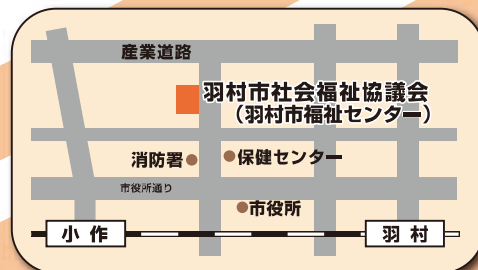 産業道路
羽村市社会福祉協議会
（羽村市福祉センター）
消防署
保健センター
市役所通り
市役所
小作
羽村